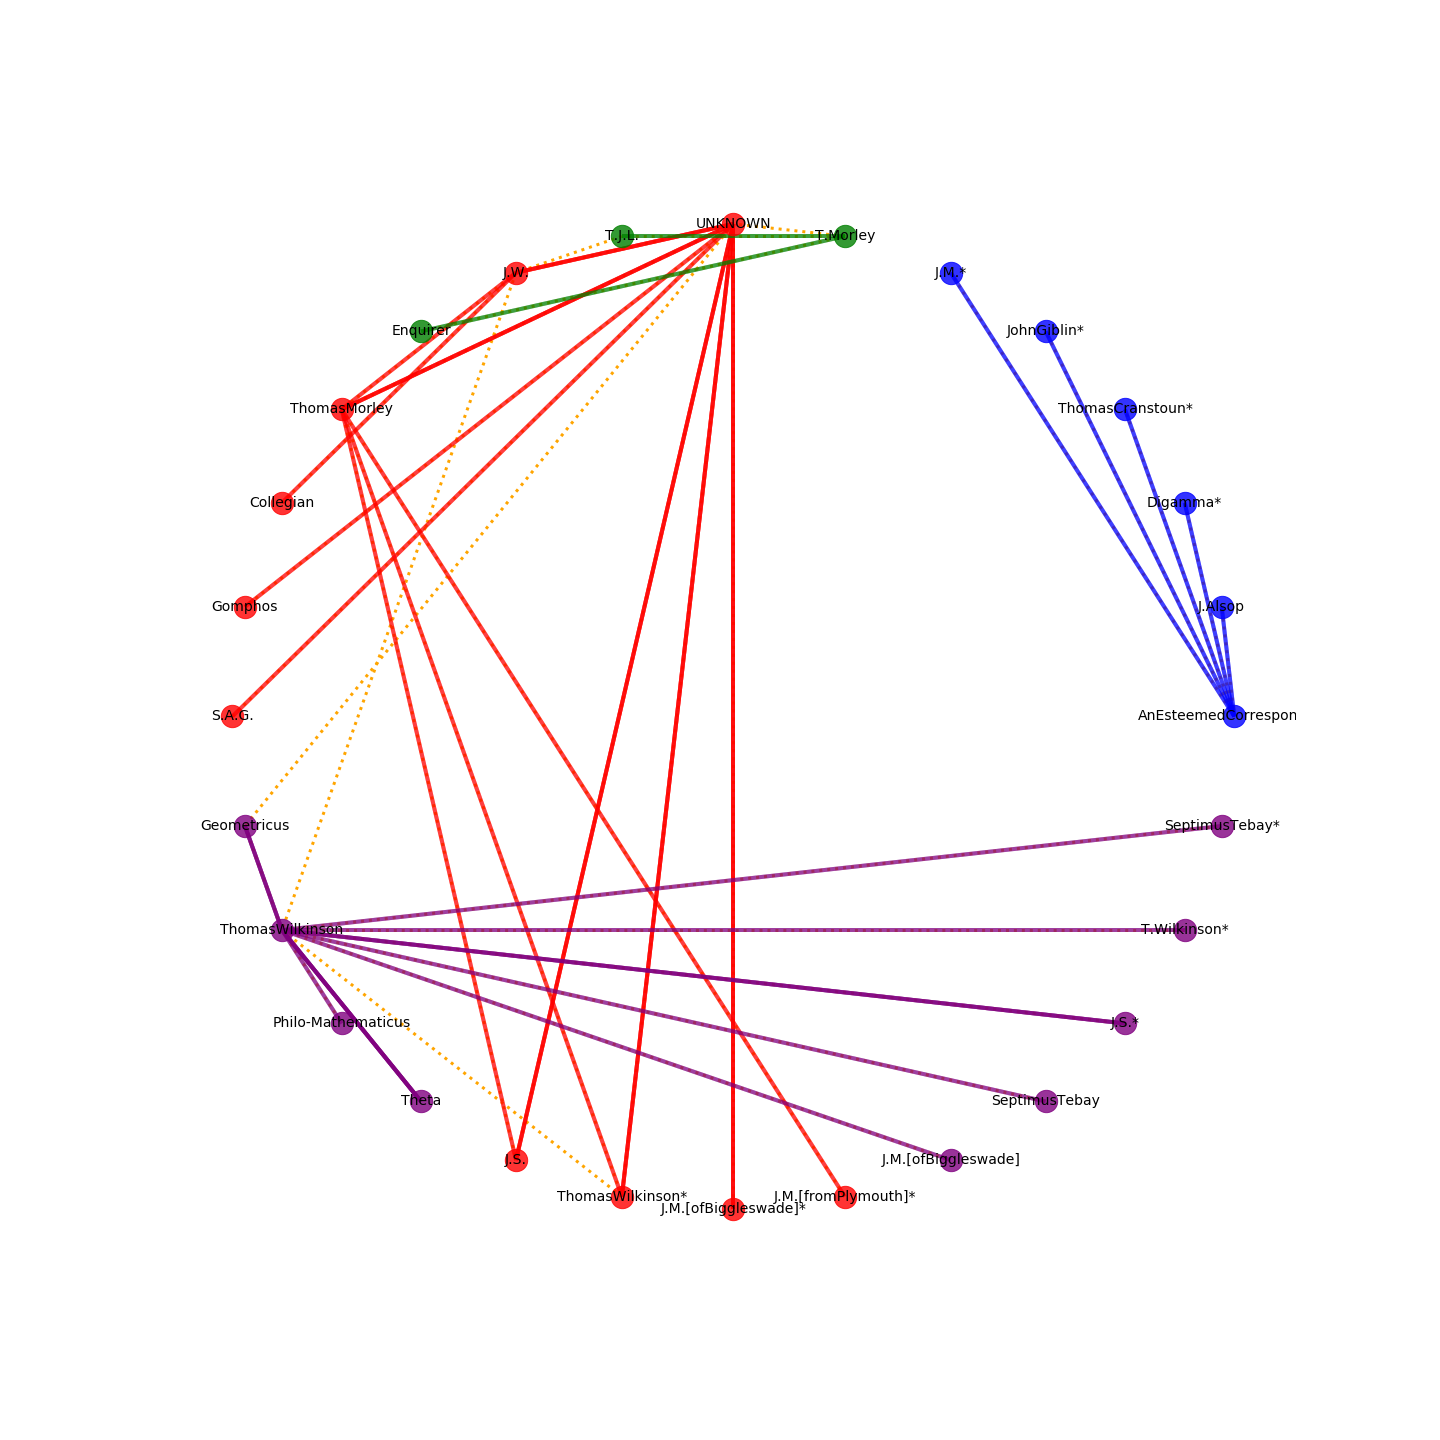 UNKNOWN
T.J.L.
T.Morley
J.W.
J.M.*
Enquirer
JohnGiblin*
ThomasMorley
ThomasCranstoun*
Collegian
Digamma*
Gomphos
J.Alsop
S.A.G.
AnEsteemedCorrespon
Geometricus
SeptimusTebay*
ThomasWilkinson
T.Wilkinson*
Philo-Mathematicus
J.S.*
Theta
SeptimusTebay
J.S.
J.M.[ofBiggleswade]
ThomasWilkinson*
J.M.[fromPlymouth]*
J.M.[ofBiggleswade]*